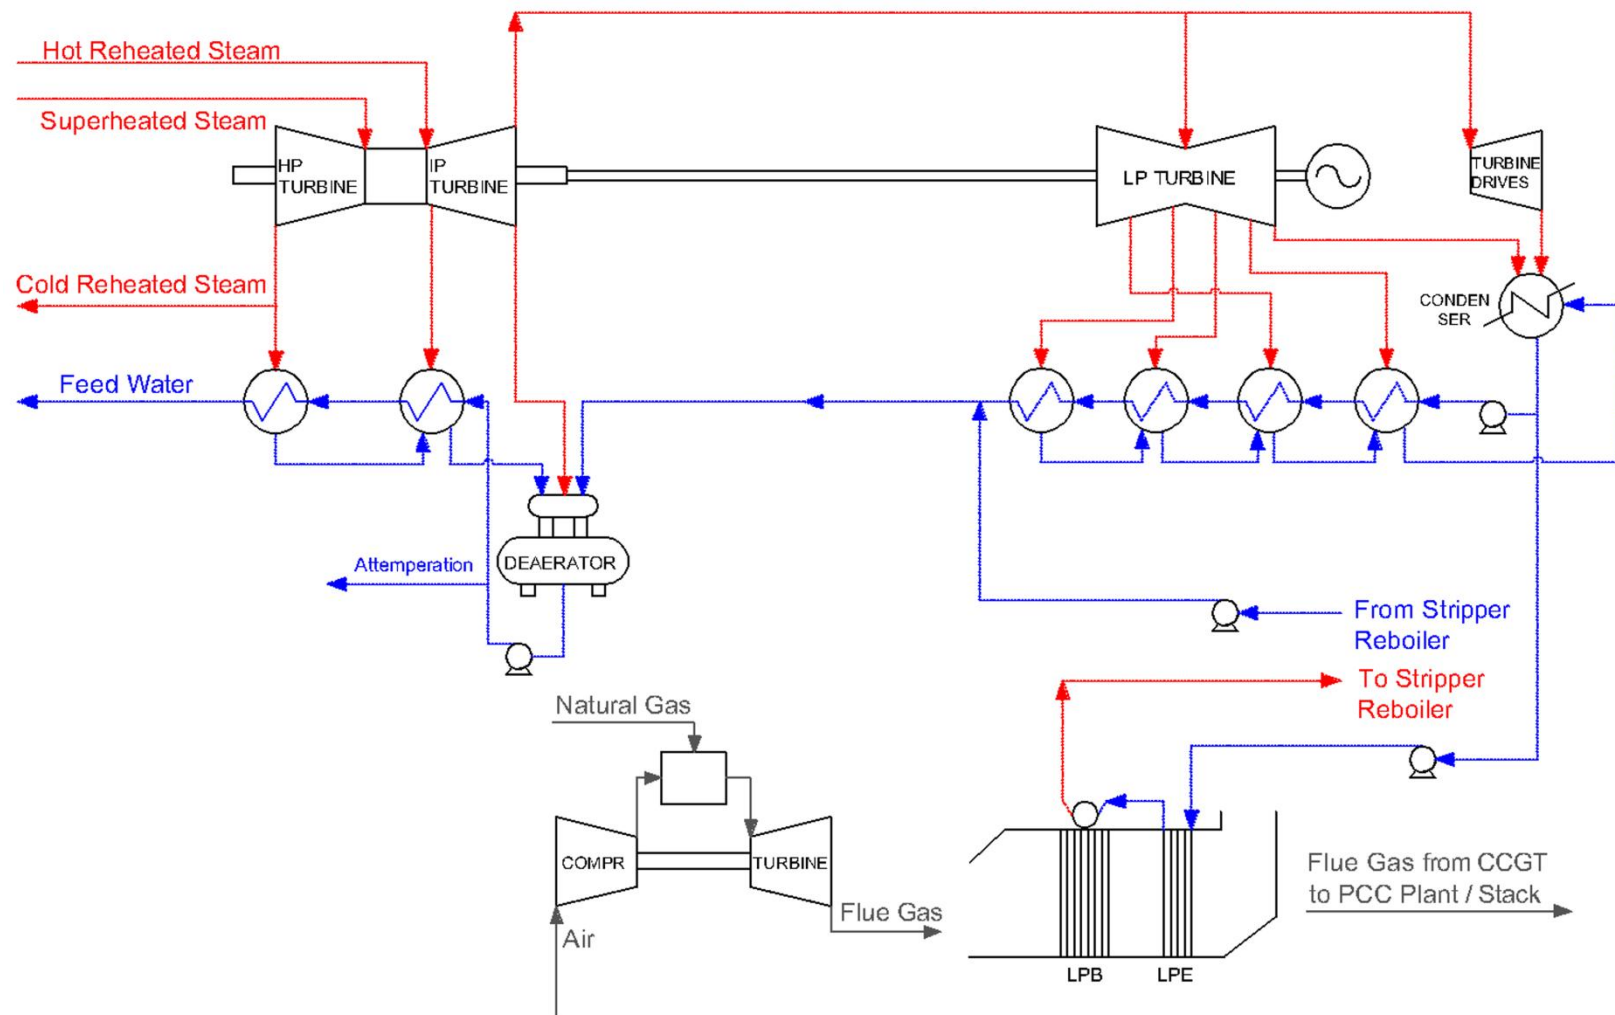 Hot Reheated Steam
Superheated Steam
HP
TURBINE
IP
TURBINE
LP TURBINE
TURBINE
DRIVES
Cold Reheated Steam
CONDEN
SER
Feed Water
DEAERATOR
Attemperation
From Stripper
Reboiler
To Stripper
Reboiler
Natural Gas
COMPR
TURBINE
Flue Gas
Air
Flue Gas from CCGT
to PCC Plant / Stack
LPB
LPE